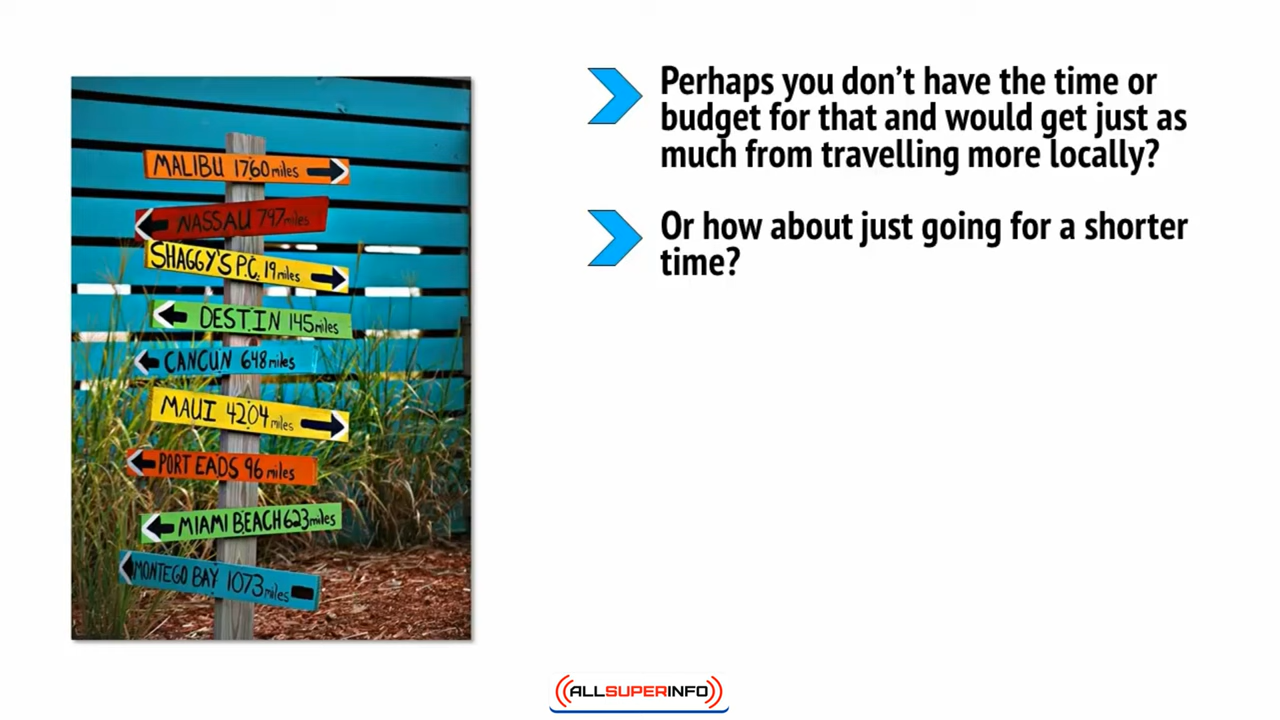 MALIBU 1760 miles
NASSAU 747 miles
SHAGGY'S P.C. 19 miles
DESTIN 145 miles
CANCUN 648 miles
MAUI 4204 miles
PORT EADS 96 miles
MIAMI BEACH 623 miles
MONTEGO BAY 1073 miles
Perhaps you don't have the time or
budget for that and would get just as
much from travelling more locally?
Or how about just going for a shorter
time?
ALLSUPERINFO